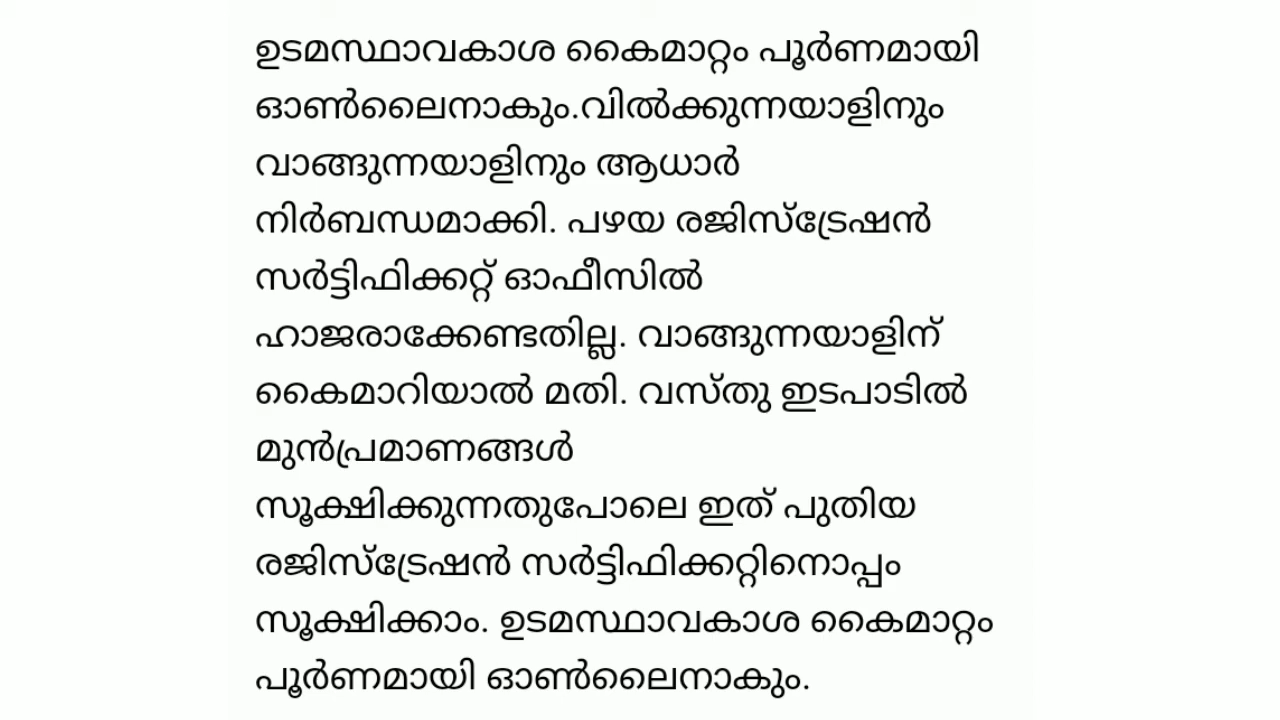 ഉടമസ്ഥാവകാശ കൈമാറ്റം പൂർണമായി
ഓൺലൈനാകും.വിൽക്കുന്നയാളിനും
വാങ്ങുന്നയാളിനും ആധാർ
നിർബന്ധമാക്കി. പഴയ രജിസ്ട്രേഷൻ
സർട്ടിഫിക്കറ്റ് ഓഫീസിൽ
ഹാജരാക്കേണ്ടതില്ല. വാങ്ങുന്നയാളിന്
കൈമാറിയാൽ മതി. വസ്തു ഇടപാടിൽ
മുൻപ്രമാണങ്ങൾ
സൂക്ഷിക്കുന്നതുപോലെ ഇത് പുതിയ
രജിസ്ട്രേഷൻ സർട്ടിഫിക്കറ്റിനൊപ്പം
സൂക്ഷിക്കാം. ഉടമസ്ഥാവകാശ കൈമാറ്റം
പൂർണമായി ഓൺലൈനാകും.